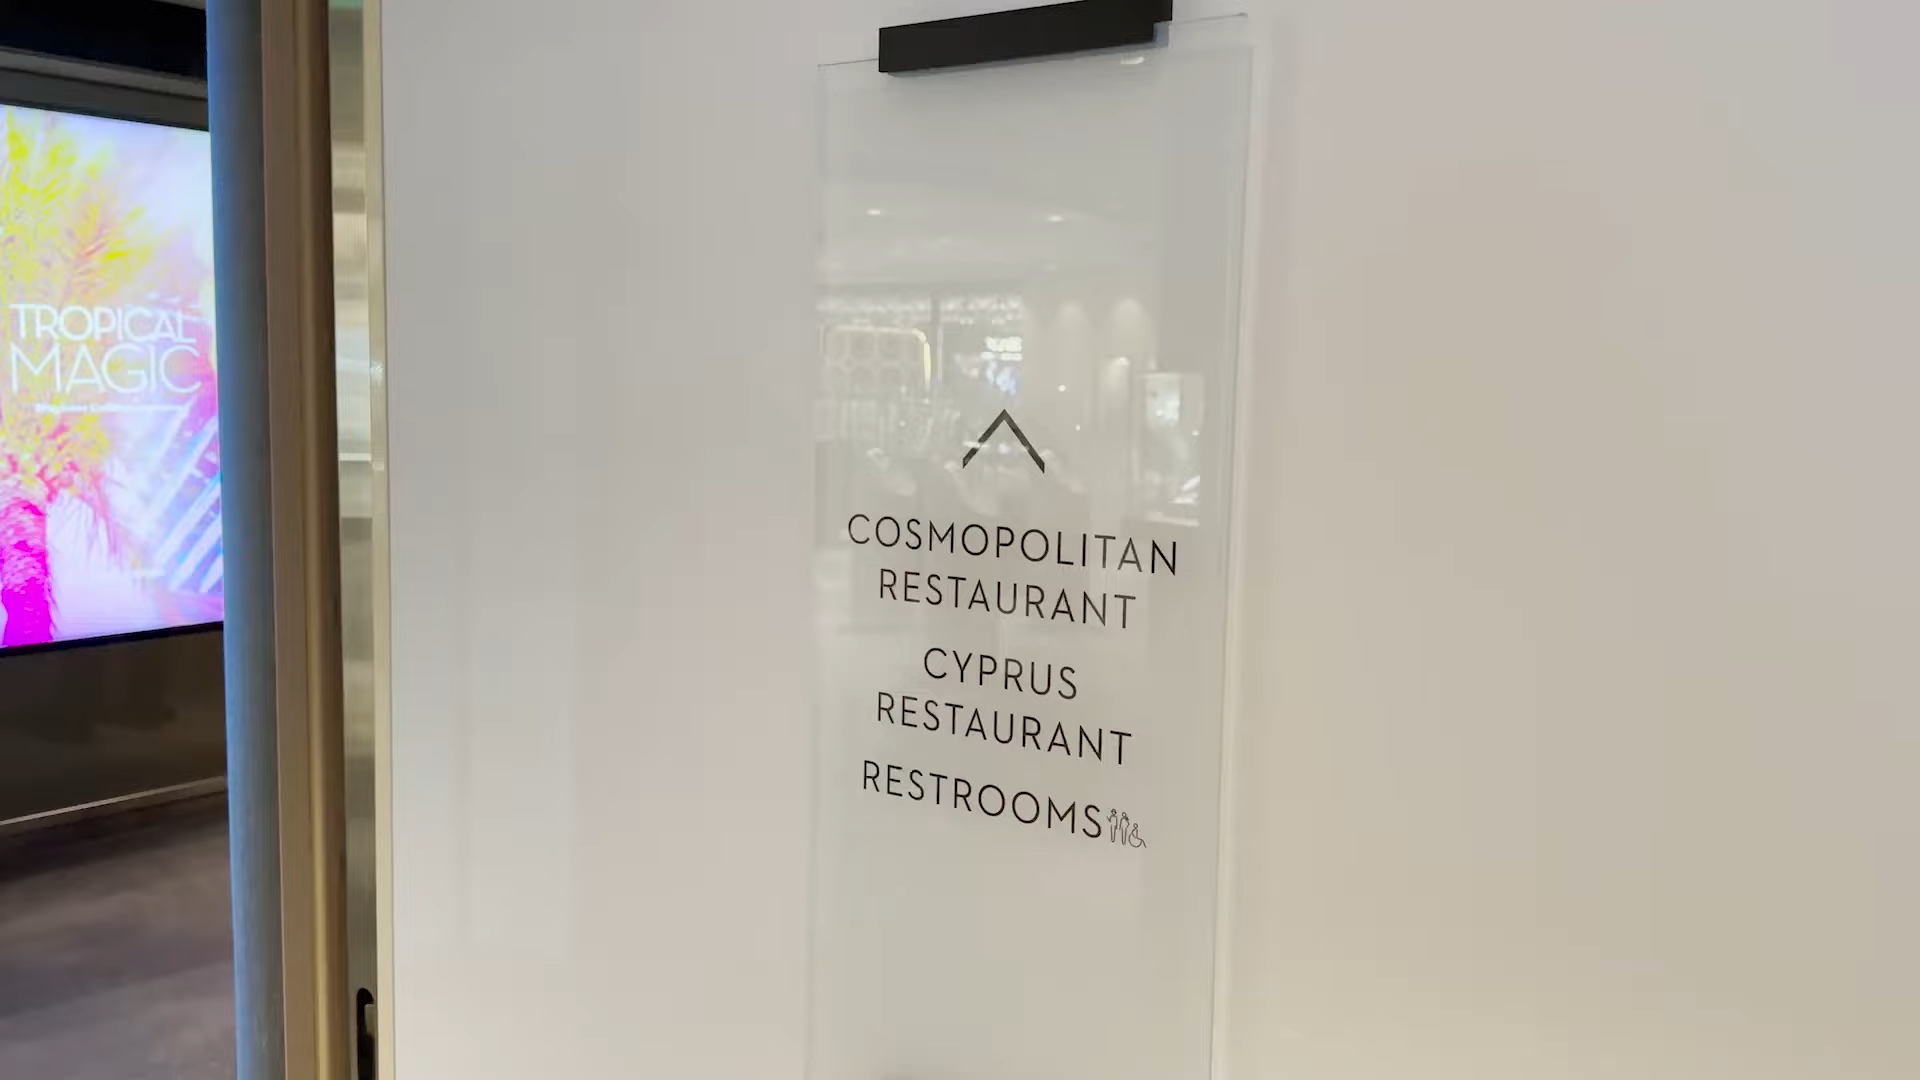 TROPICAL
MAGIC
COSMOPOLITAN
RESTAURANT
CYPRUS
RESTAURANT
RESTROOMS